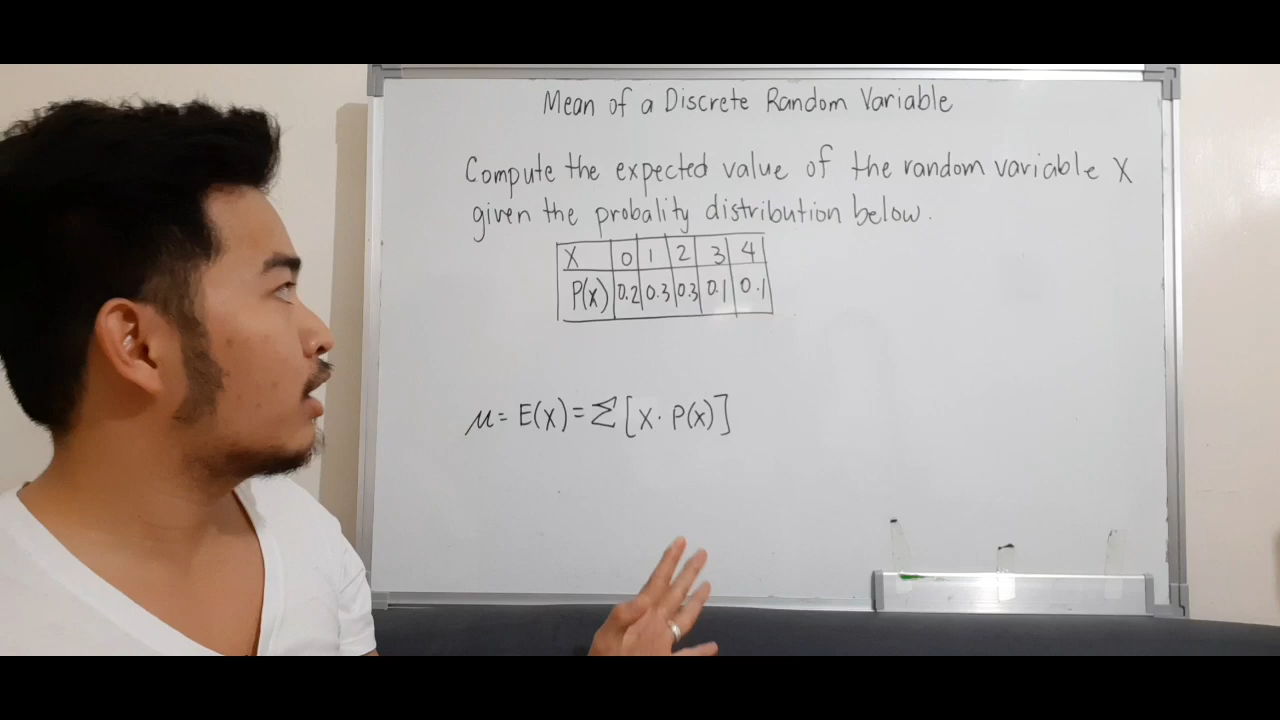 Mean of a Discrete Random Variable
Compute the expected value of the random variable X
given the probality distribution below.
X 0 1 2 3 4
P(x) 0.2 0.3 0.3 0.1 0.1
μ = E(x) = Σ [x · P(x)]